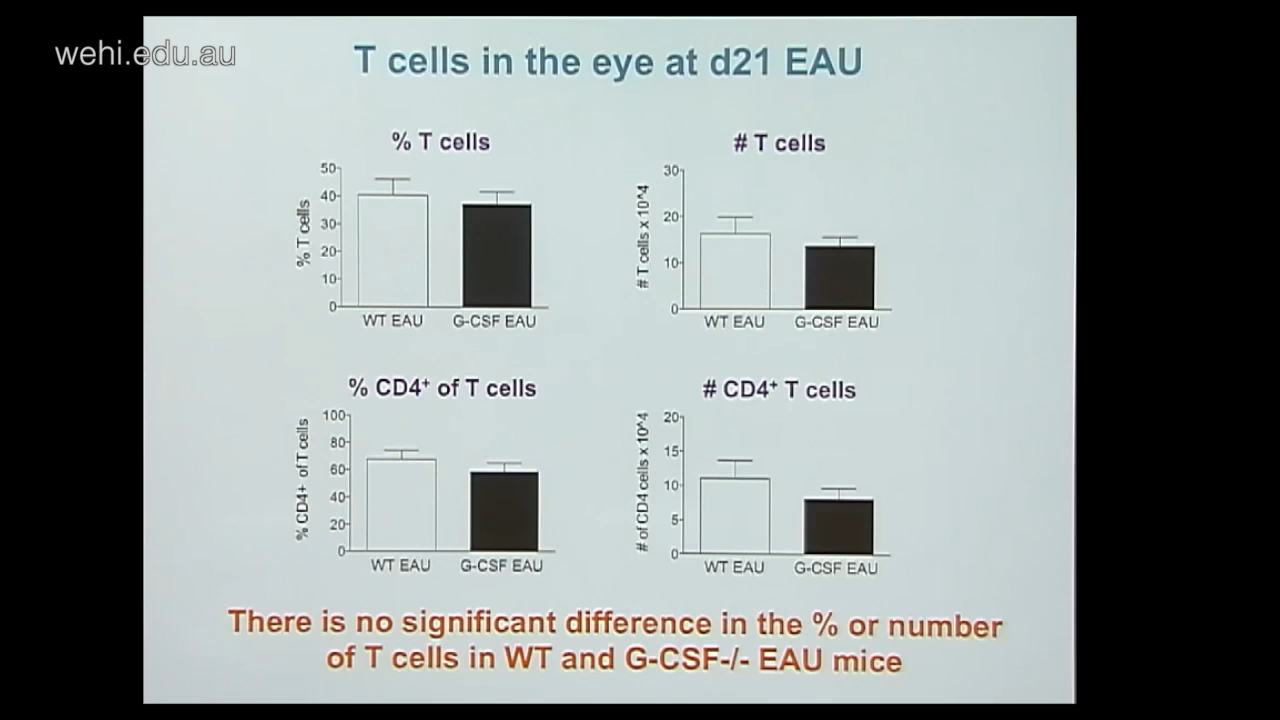 wehi.edu.au
T cells in the eye at d21 EAU
% T cells
% T cells
50
40
30
20
10
0
WT EAU
G-CSF EAU
# T cells
# T cells x 10^4
30
20
10
0
WT EAU
G-CSF EAU
% CD4⁺ of T cells
% CD4+ of T cells
100
80
60
40
20
0
WT EAU
G-CSF EAU
# CD4⁺ T cells
# of CD4 cells x 10^4
20
15
10
5
0
WT EAU
G-CSF EAU
There is no significant difference in the % or number
of T cells in WT and G-CSF-/- EAU mice